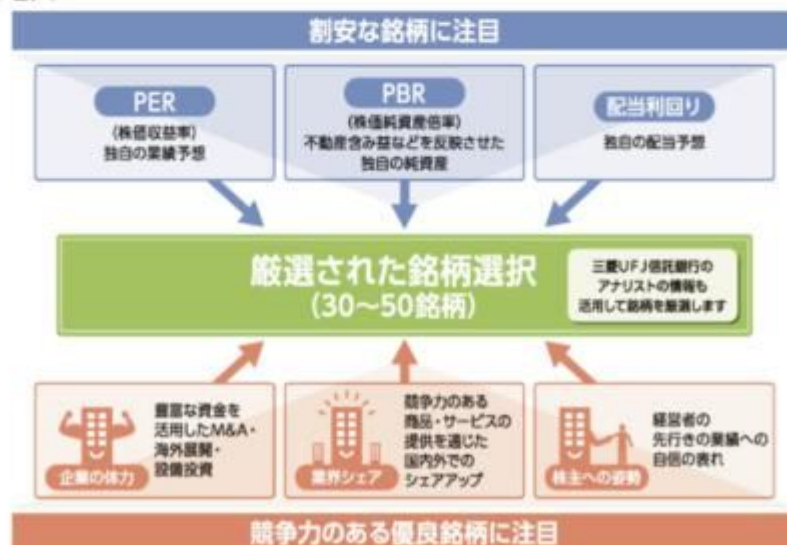 割安な銘柄に注目
PER
(株価収益率)
独自の業績予想
PBR
(株価純資産倍率)
不動産含み益などを反映させた
独自の純資産
配当利回り
独自の配当予想
厳選された銘柄選択
(30～50銘柄)
三菱UFJ信託銀行の
アナリストの情報も
活用して銘柄を厳選します
豊富な資金を
活用したM&A・
海外展開・
設備投資
企業の体力
競争力のある
商品・サービスの
提供を通じた
国内外での
シェアアップ
業界シェア
経営者の
先行きの業績への
自信の表れ
株主への姿勢
競争力のある優良銘柄に注目